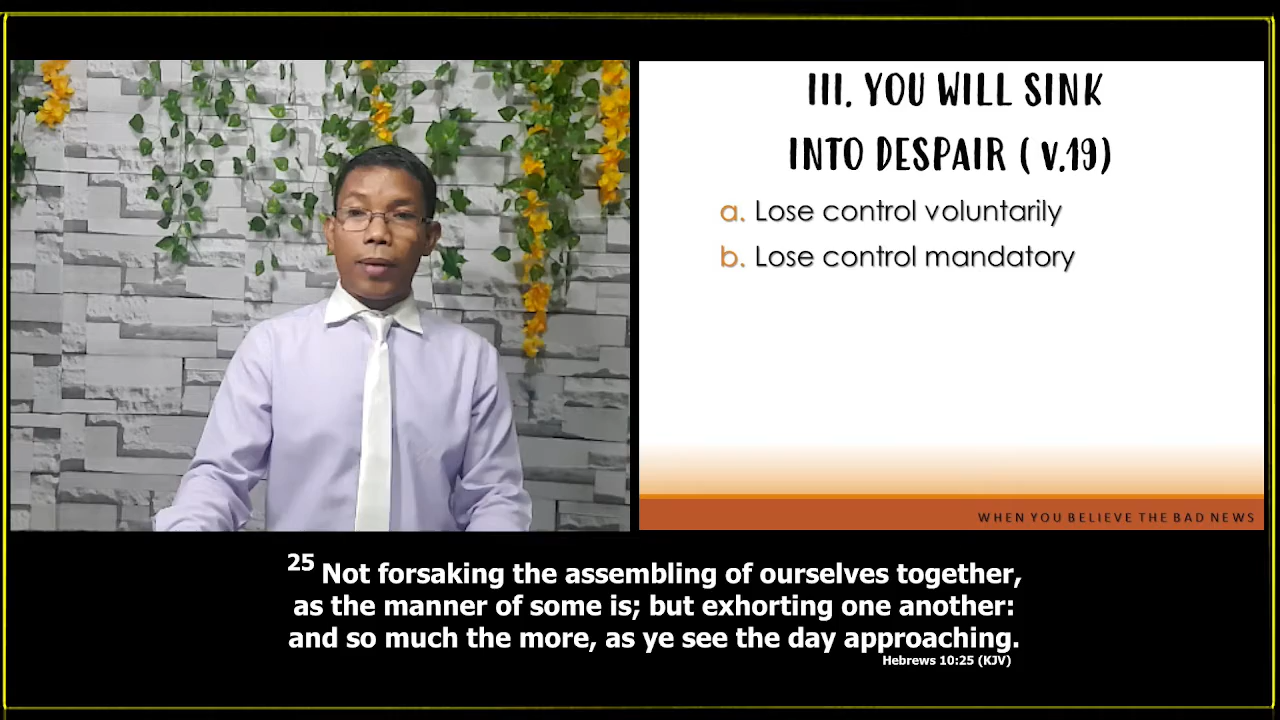 III. YOU WILL SINK
INTO DESPAIR ( V.19)
a. Lose control voluntarily
b. Lose control mandatory
WHEN YOU BELIEVE THE BAD NEWS
25 Not forsaking the assembling of ourselves together,
as the manner of some is; but exhorting one another:
and so much the more, as ye see the day approaching.
Hebrews 10:25 (KJV)